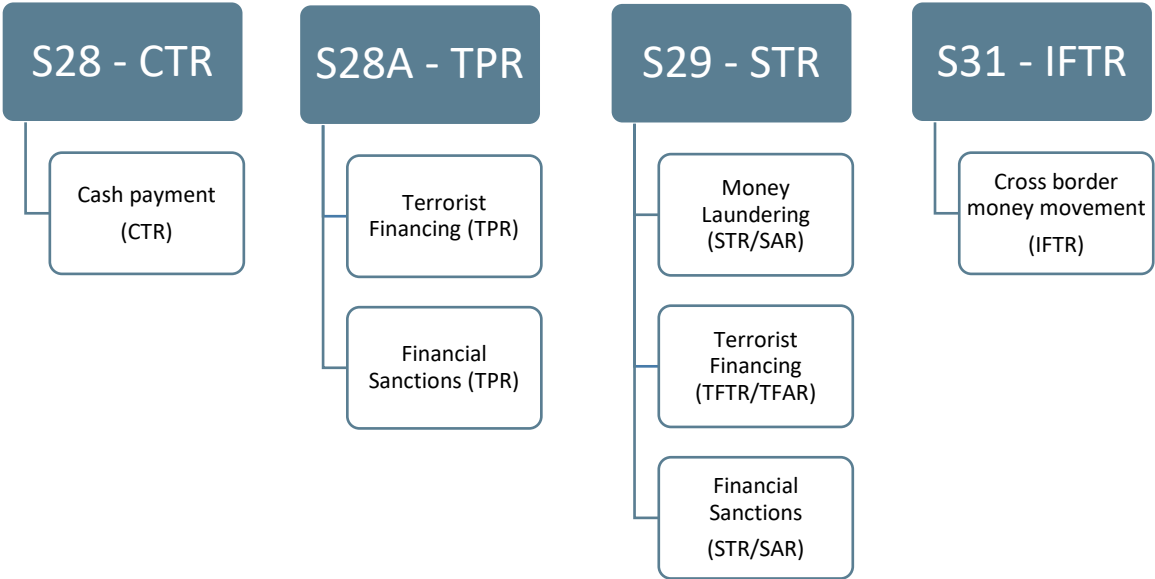 S28 - CTR
Cash payment
(CTR)
S28A - TPR
Terrorist
Financing (TPR)
Financial
Sanctions (TPR)
S29 - STR
Money
Laundering
(STR/SAR)
Terrorist
Financing
(TFTR/TFAR)
Financial
Sanctions
(STR/SAR)
S31 - IFTR
Cross border
money movement
(IFTR)